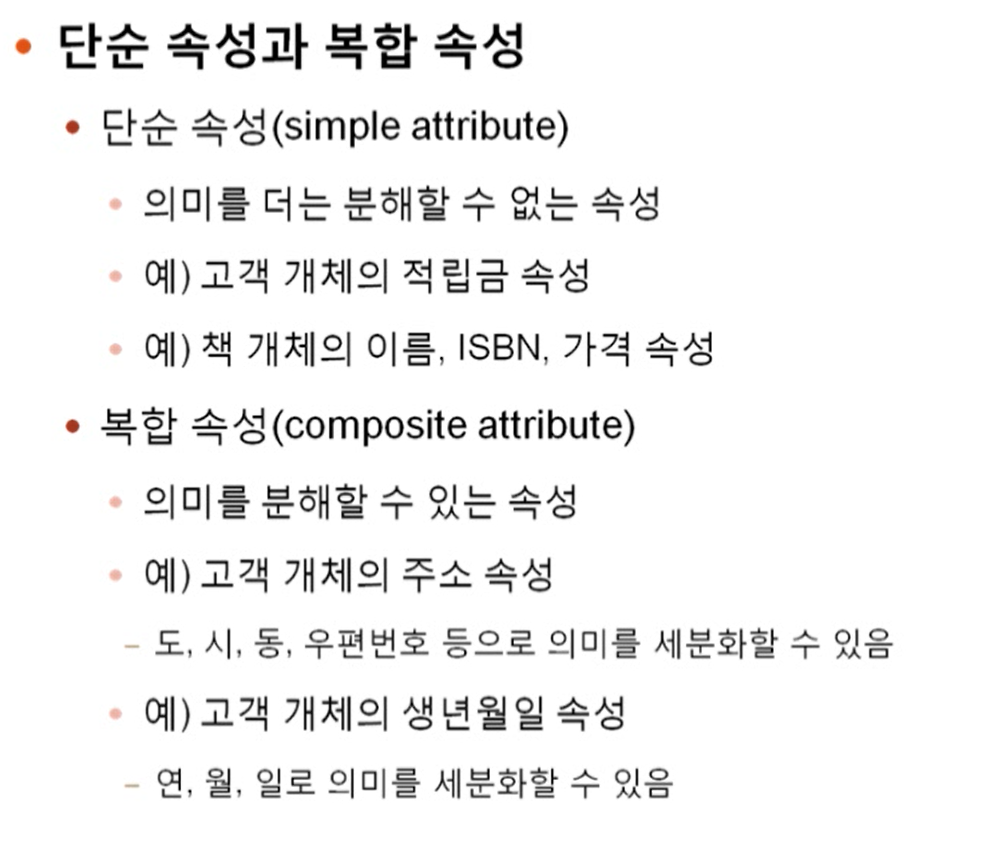 • 단순 속성과 복합 속성
• 단순 속성(simple attribute)
• 의미를 더는 분해할 수 없는 속성
• 예) 고객 개체의 적립금 속성
• 예) 책 개체의 이름, ISBN, 가격 속성
• 복합 속성(composite attribute)
• 의미를 분해할 수 있는 속성
• 예) 고객 개체의 주소 속성
– 도, 시, 동, 우편번호 등으로 의미를 세분화할 수 있음
• 예) 고객 개체의 생년월일 속성
– 연, 월, 일로 의미를 세분화할 수 있음